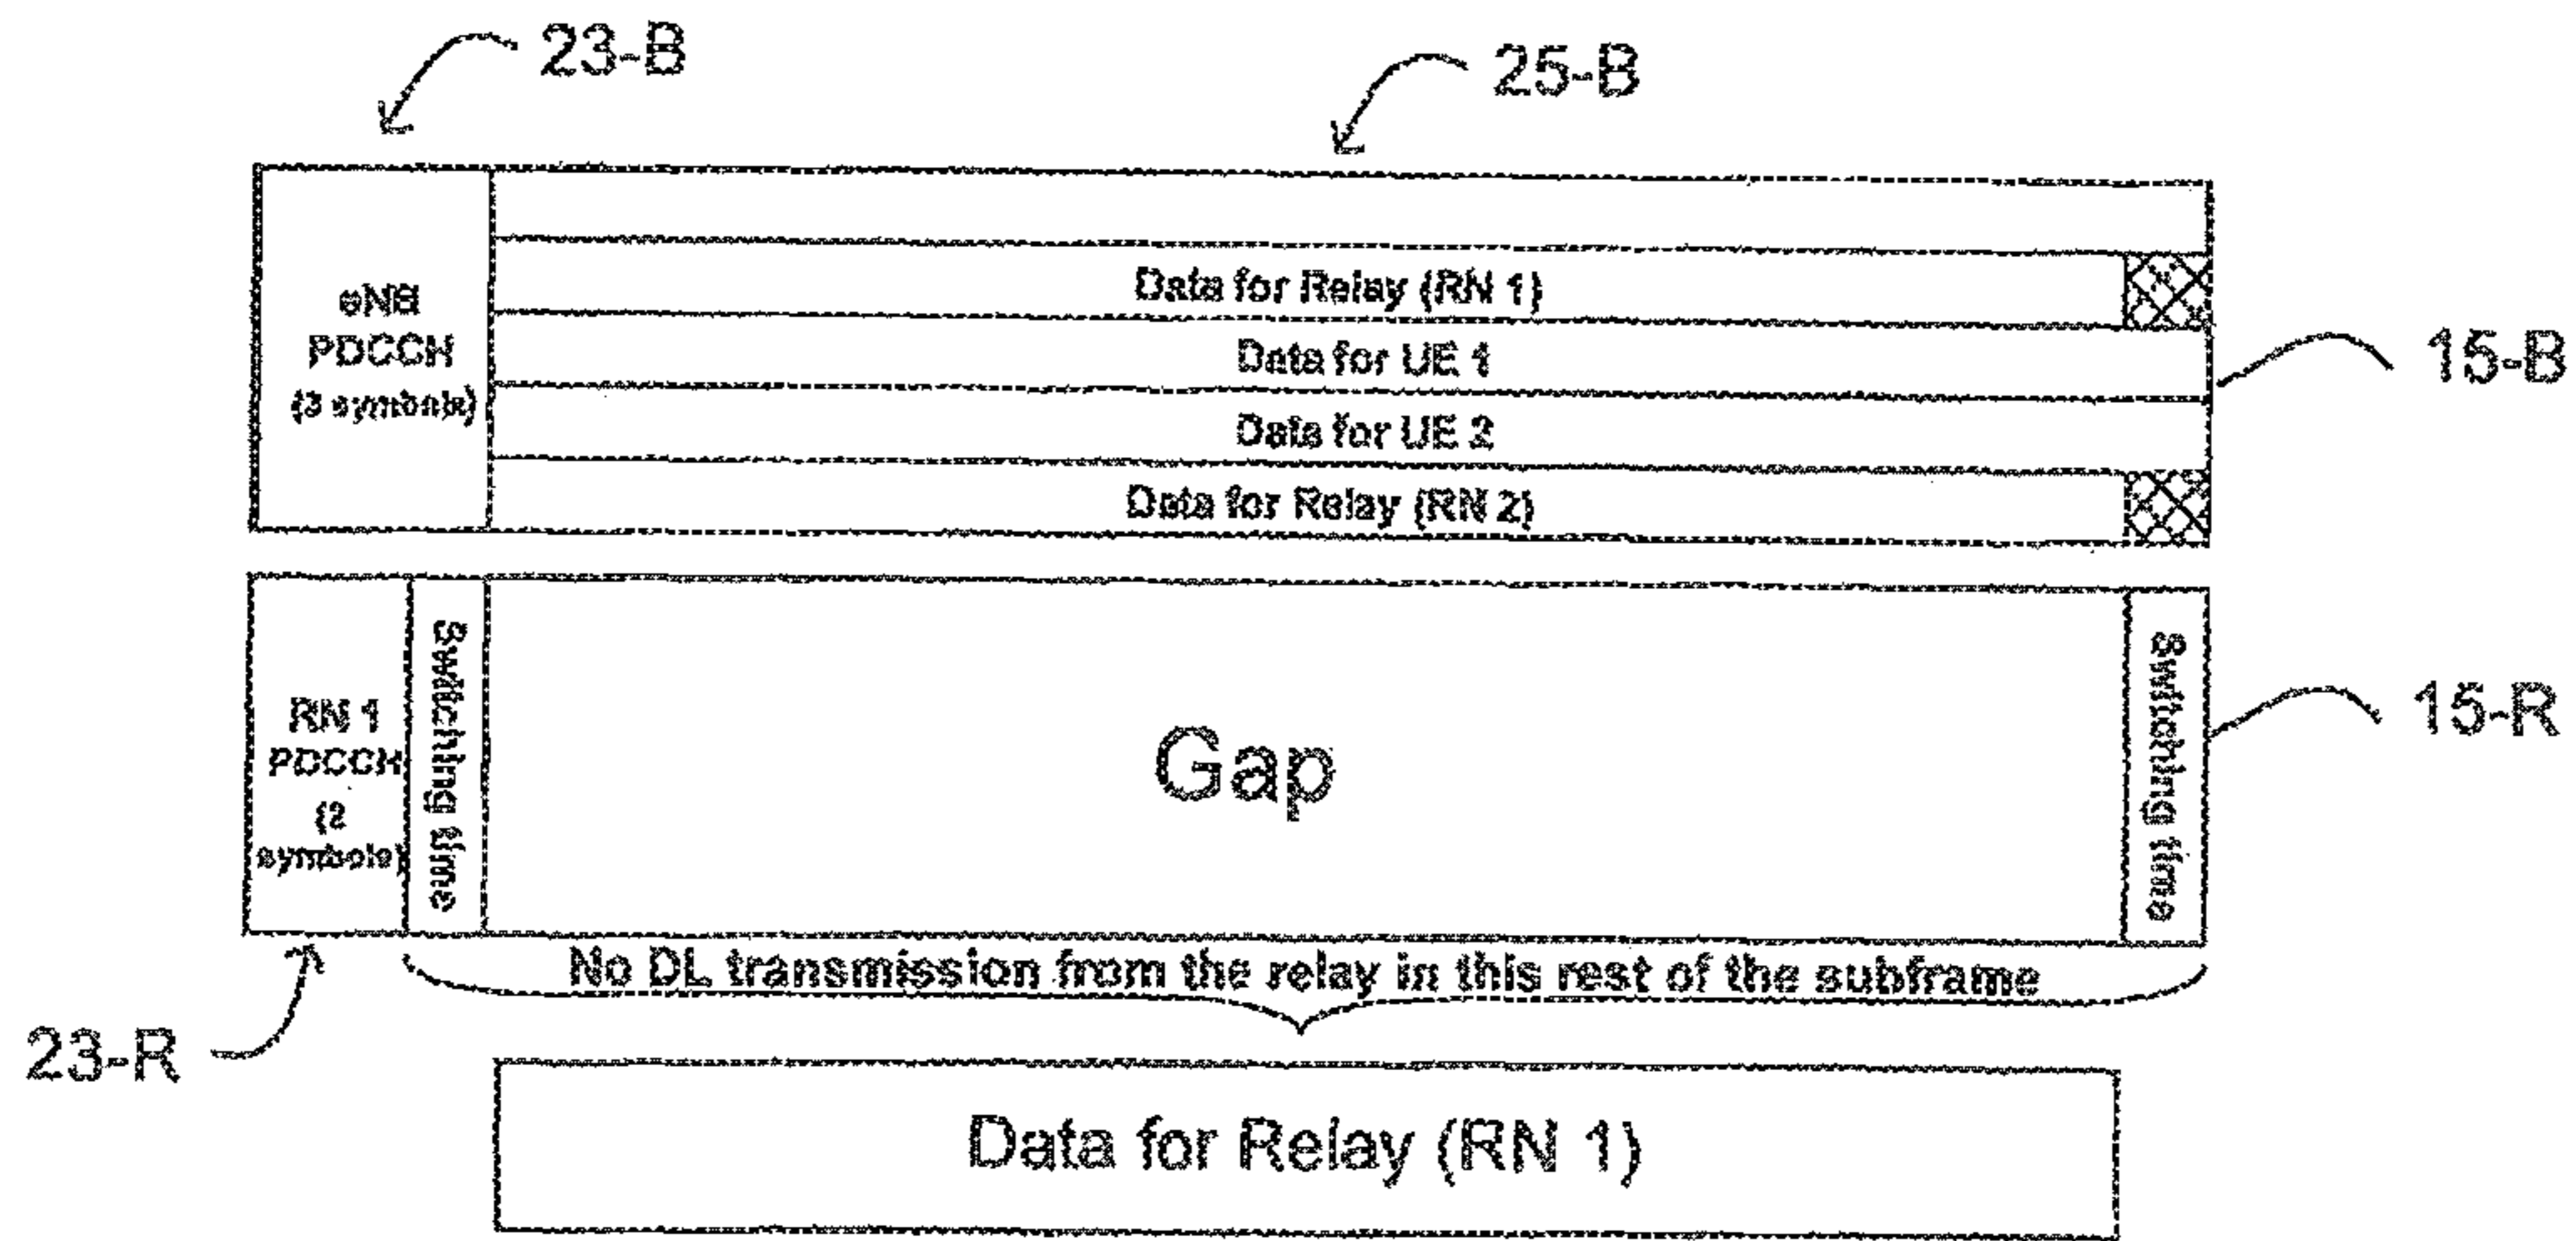 23-B
25-B
eNB
PDCCH
(3 symbols)
Data for Relay (RN 1)
Data for UE 1
Data for UE 2
Data for Relay (RN 2)
15-B
RN 1
PDCCH
(2
symbols)
Switching time
Gap
Switching time
15-R
No DL transmission from the relay in this rest of the subframe
23-R
Data for Relay (RN 1)